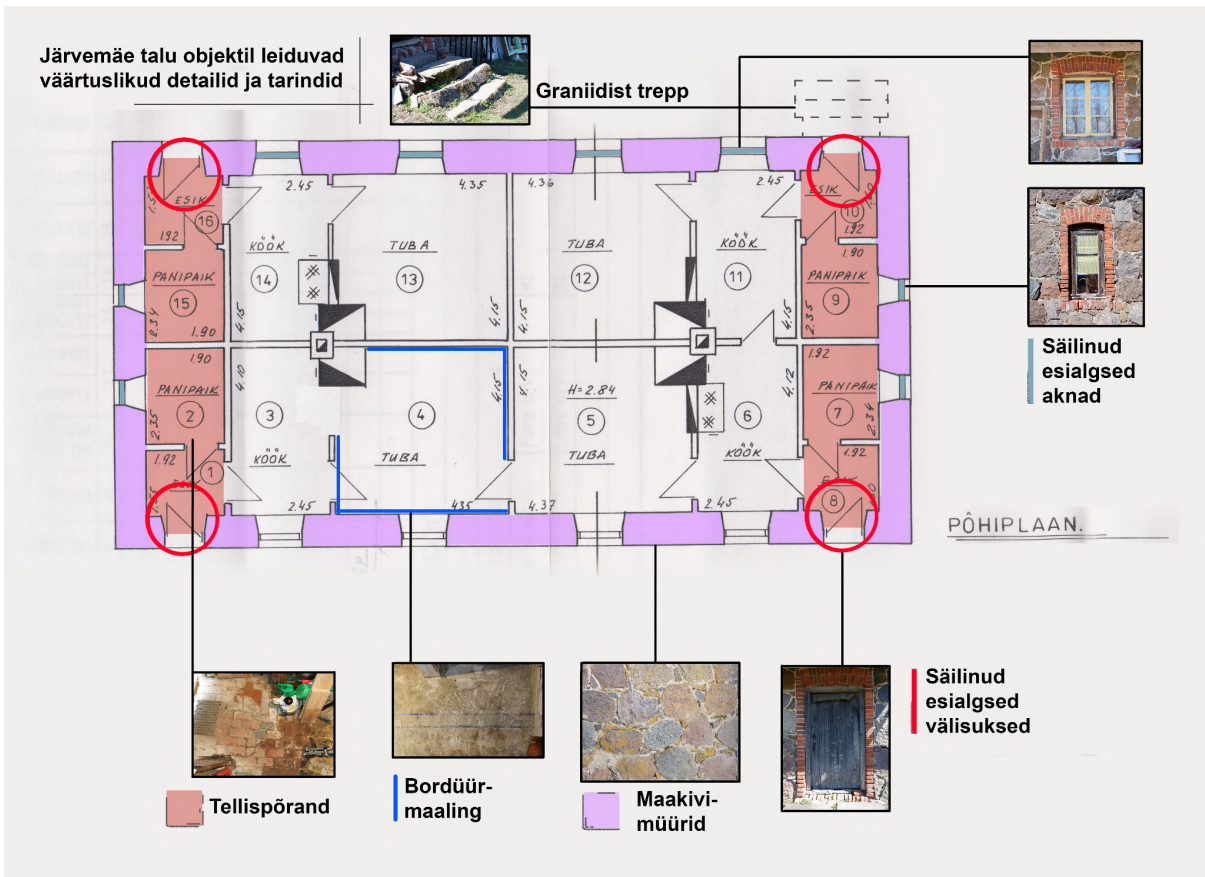 Järvemäe talu objektil leiduvad
väärtuslikud detailid ja tarindid
Graniidist trepp
2.45
4.35
4.36
2.45
ESIK
16
1.92
ESIK
10
1.92
KÖÖK
14
TUBA
13
TUBA
12
KÖÖK
11
1.90
PANIPAIK
15
2.34
1.90
4.15
4.15
4.15
4.15
PANIPAIK
9
2.35
1.90
PANIPAIK
2
2.35
4.10
3
KÖÖK
4
TUBA
4.15
4.15
H=2.84
5
TUBA
6
KÖÖK
4.12
1.92
PANIPAIK
7
2.34
1.92
1
2.45
435
4.37
2.45
1.92
ESIK
8
PÕHIPLAAN.
Säilinud
esialgsed
aknad
Tellispõrand
Bordüür-
maaling
Maakivi-
müürid
Säilinud
esialgsed
välisuksed